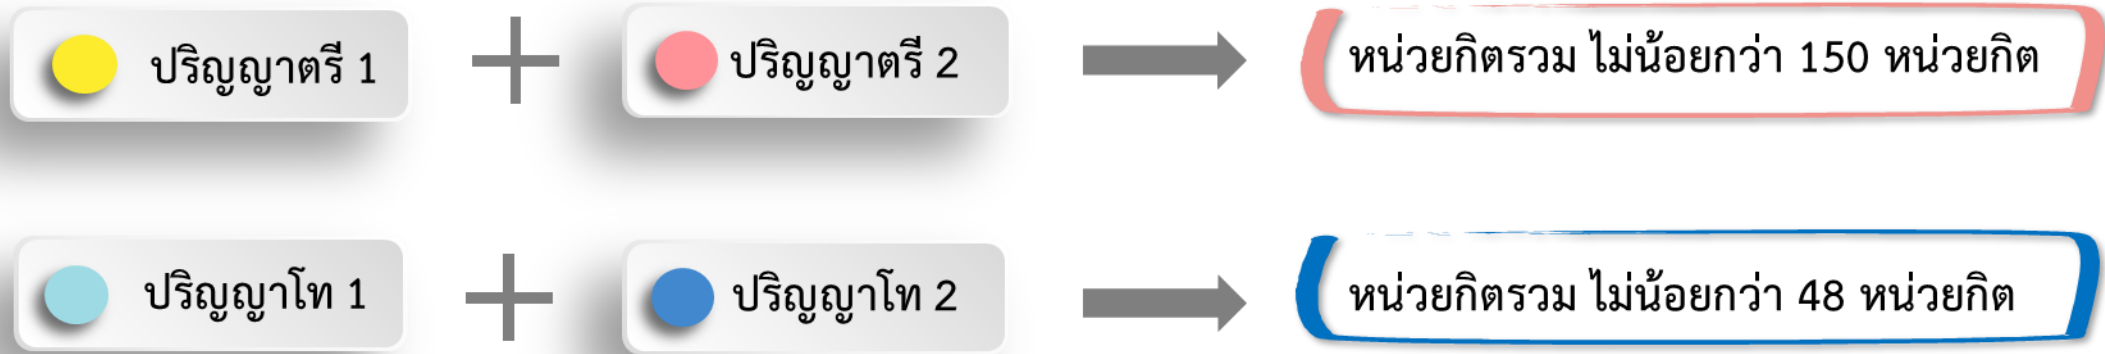 ปริญญาตรี 1
ปริญญาตรี 2
หน่วยกิตรวม ไม่น้อยกว่า 150 หน่วยกิต
ปริญญาโท 1
ปริญญาโท 2
หน่วยกิตรวม ไม่น้อยกว่า 48 หน่วยกิต